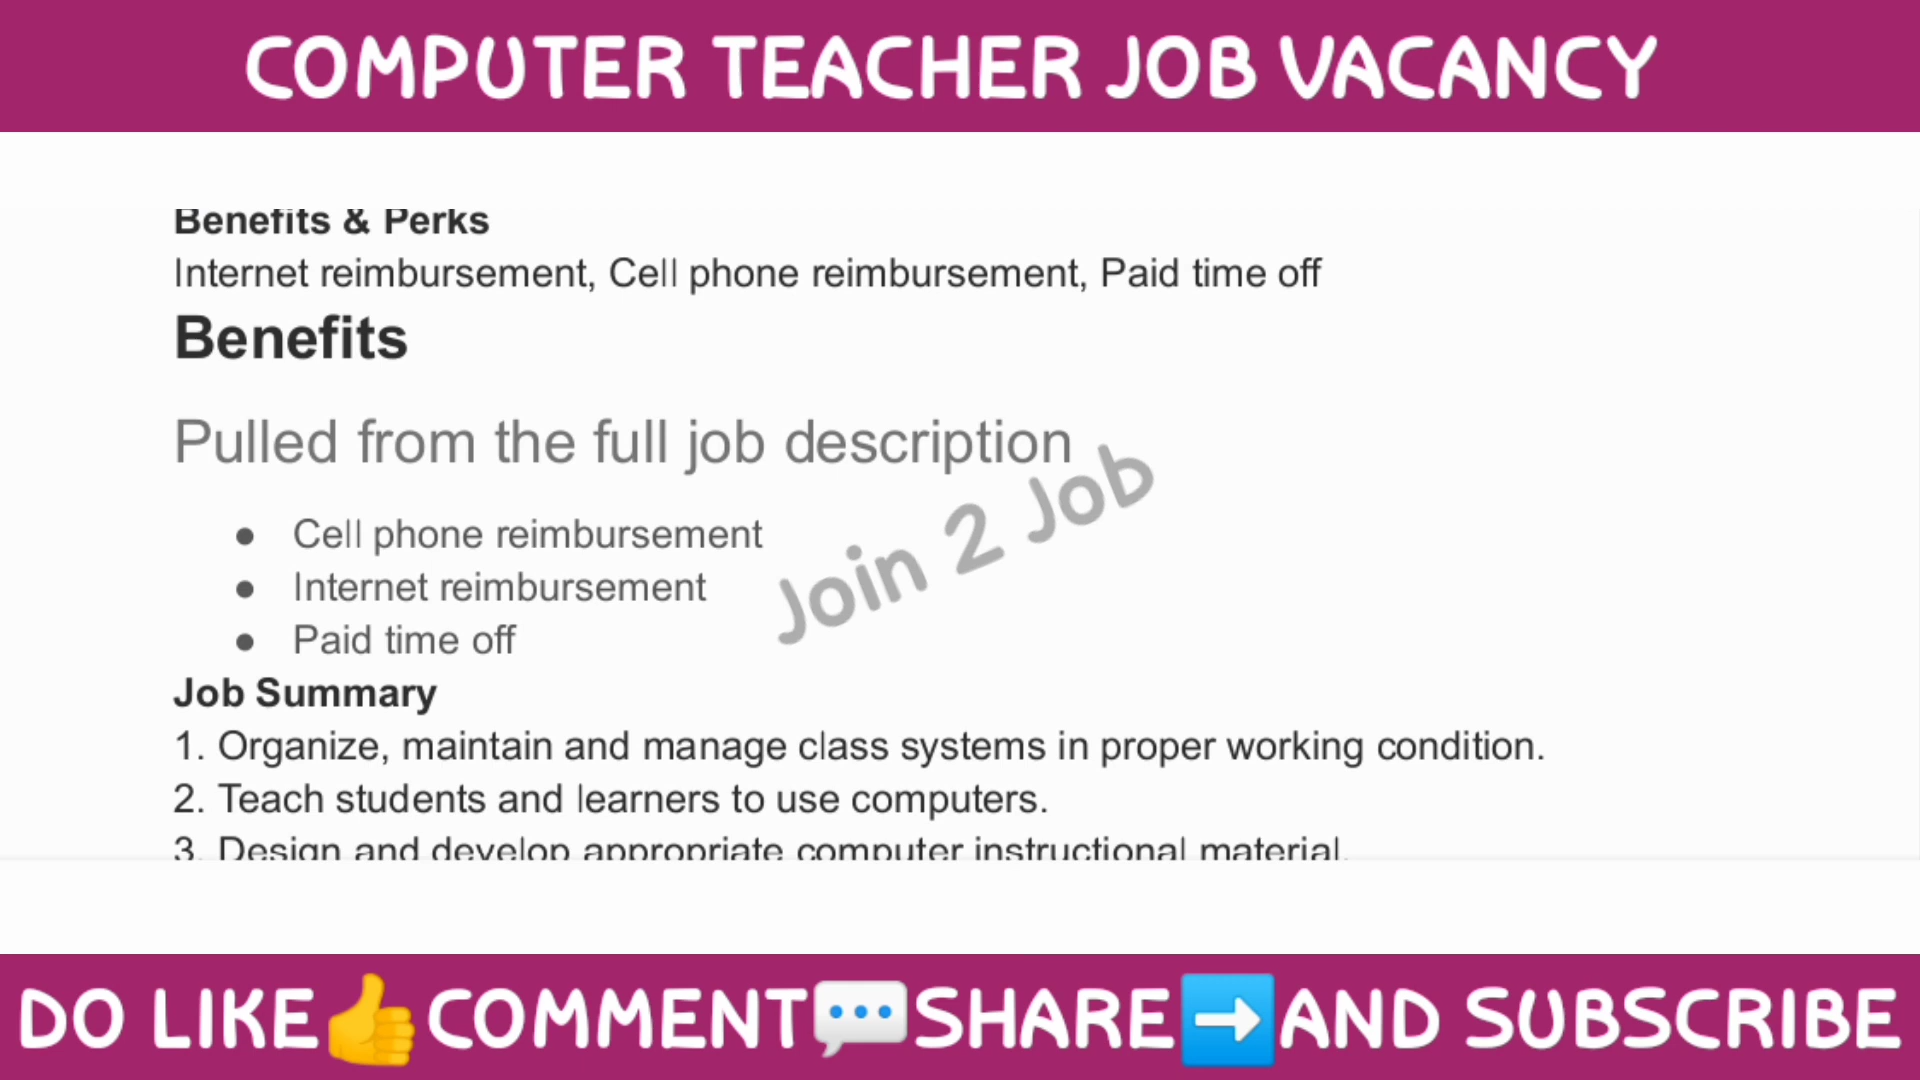 COMPUTER TEACHER JOB VACANCY
Benefits & Perks
Internet reimbursement, Cell phone reimbursement, Paid time off
Benefits
Pulled from the full job description
● Cell phone reimbursement
● Internet reimbursement
● Paid time off
Join 2 Job
Job Summary
1. Organize, maintain and manage class systems in proper working condition.
2. Teach students and learners to use computers.
3. Design and develop appropriate computer instructional material.
DO LIKE👍COMMENT💬SHARE➡️AND SUBSCRIBE